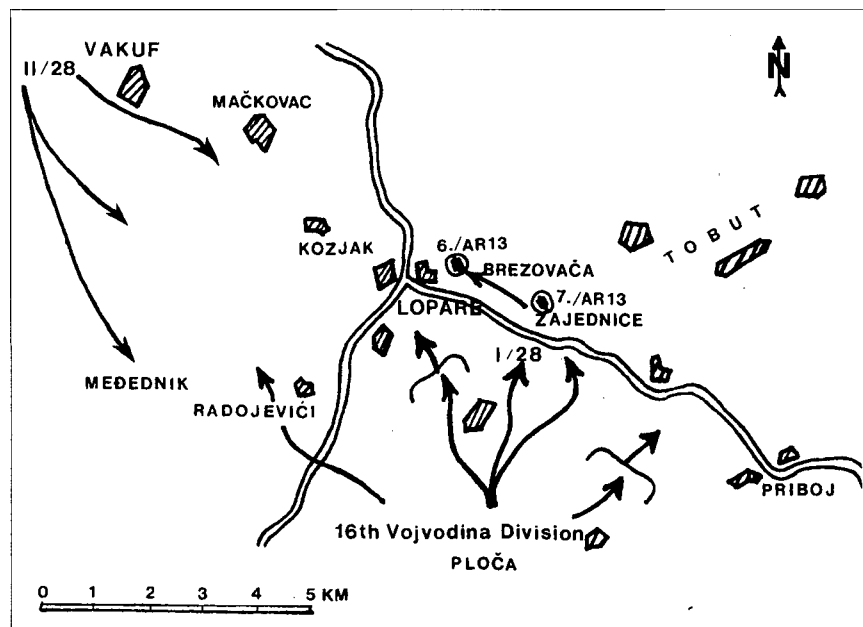 VAKUF
II/28
N
MAČKOVAC
TOBUT
KOZJAK
6./AR13
BREZOVAČA
7./AR13
LOPARE
ZAJEDNICE
I/28
MEĐEDNIK
RADOJEVIĆI
PRIBOJ
16th Vojvodina Division
PLOČA
0 1 2 3 4 5 KM